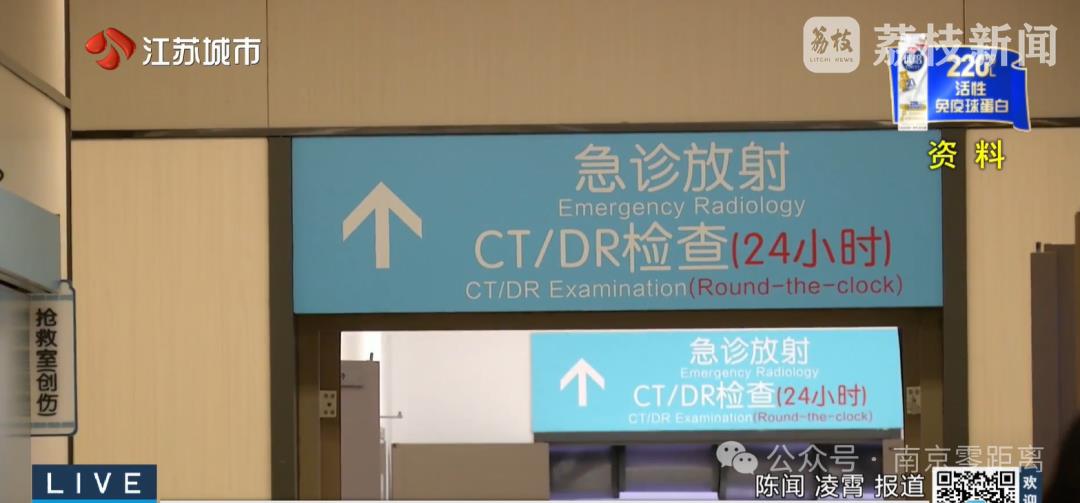 江苏城市
荔枝
LITCHI NEWS
荔枝新闻
220
活性
免疫球蛋白
资料
急诊放射
Emergency Radiology
CT/DR检查(24小时)
CT/DR Examination(Round-the-clock)
抢救室(创伤)
急诊放射
Emergency Radiology
CT/DR检查(24小时)
CT/DR Examination(Round-the-clock)
公众号·南京零距离
LIVE
陈闻 凌霄 报道
欢迎